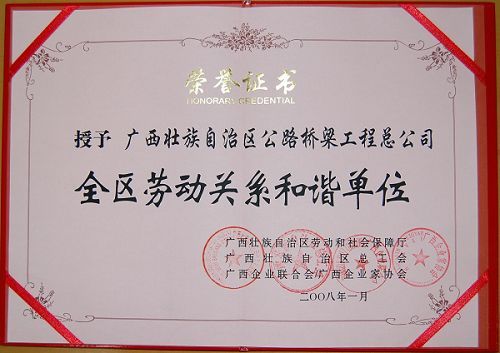 荣誉证书
HONORARY CREDENTIAL
授予 广西壮族自治区公路桥梁工程总公司
全区劳动关系和谐单位
广西壮族自治区劳动和社会保障厅
广西壮族自治区总工会
广西企业联合会/广西企业家协会
二〇〇八年一月